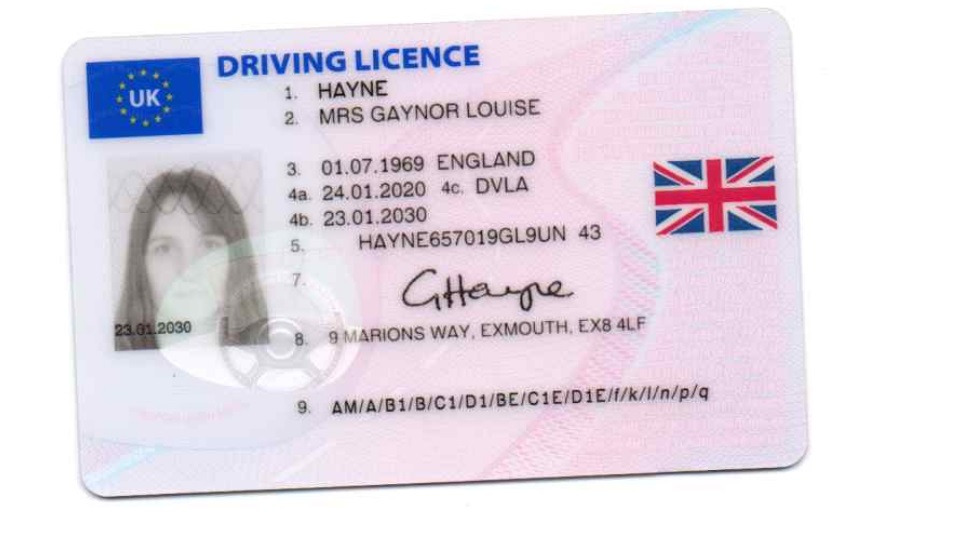 UK
DRIVING LICENCE
1. HAYNE
2. MRS GAYNOR LOUISE
3. 01.07.1969 ENGLAND
4a. 24.01.2020 4c. DVLA
4b. 23.01.2030
5. HAYNE657019GL9UN 43
7. GHayne
23.01.2030
8. 9 MARIONS WAY, EXMOUTH, EX8 4LF
9. AM/A/B1/B/C1/D1/BE/C1E/D1E/f/k/l/n/p/q